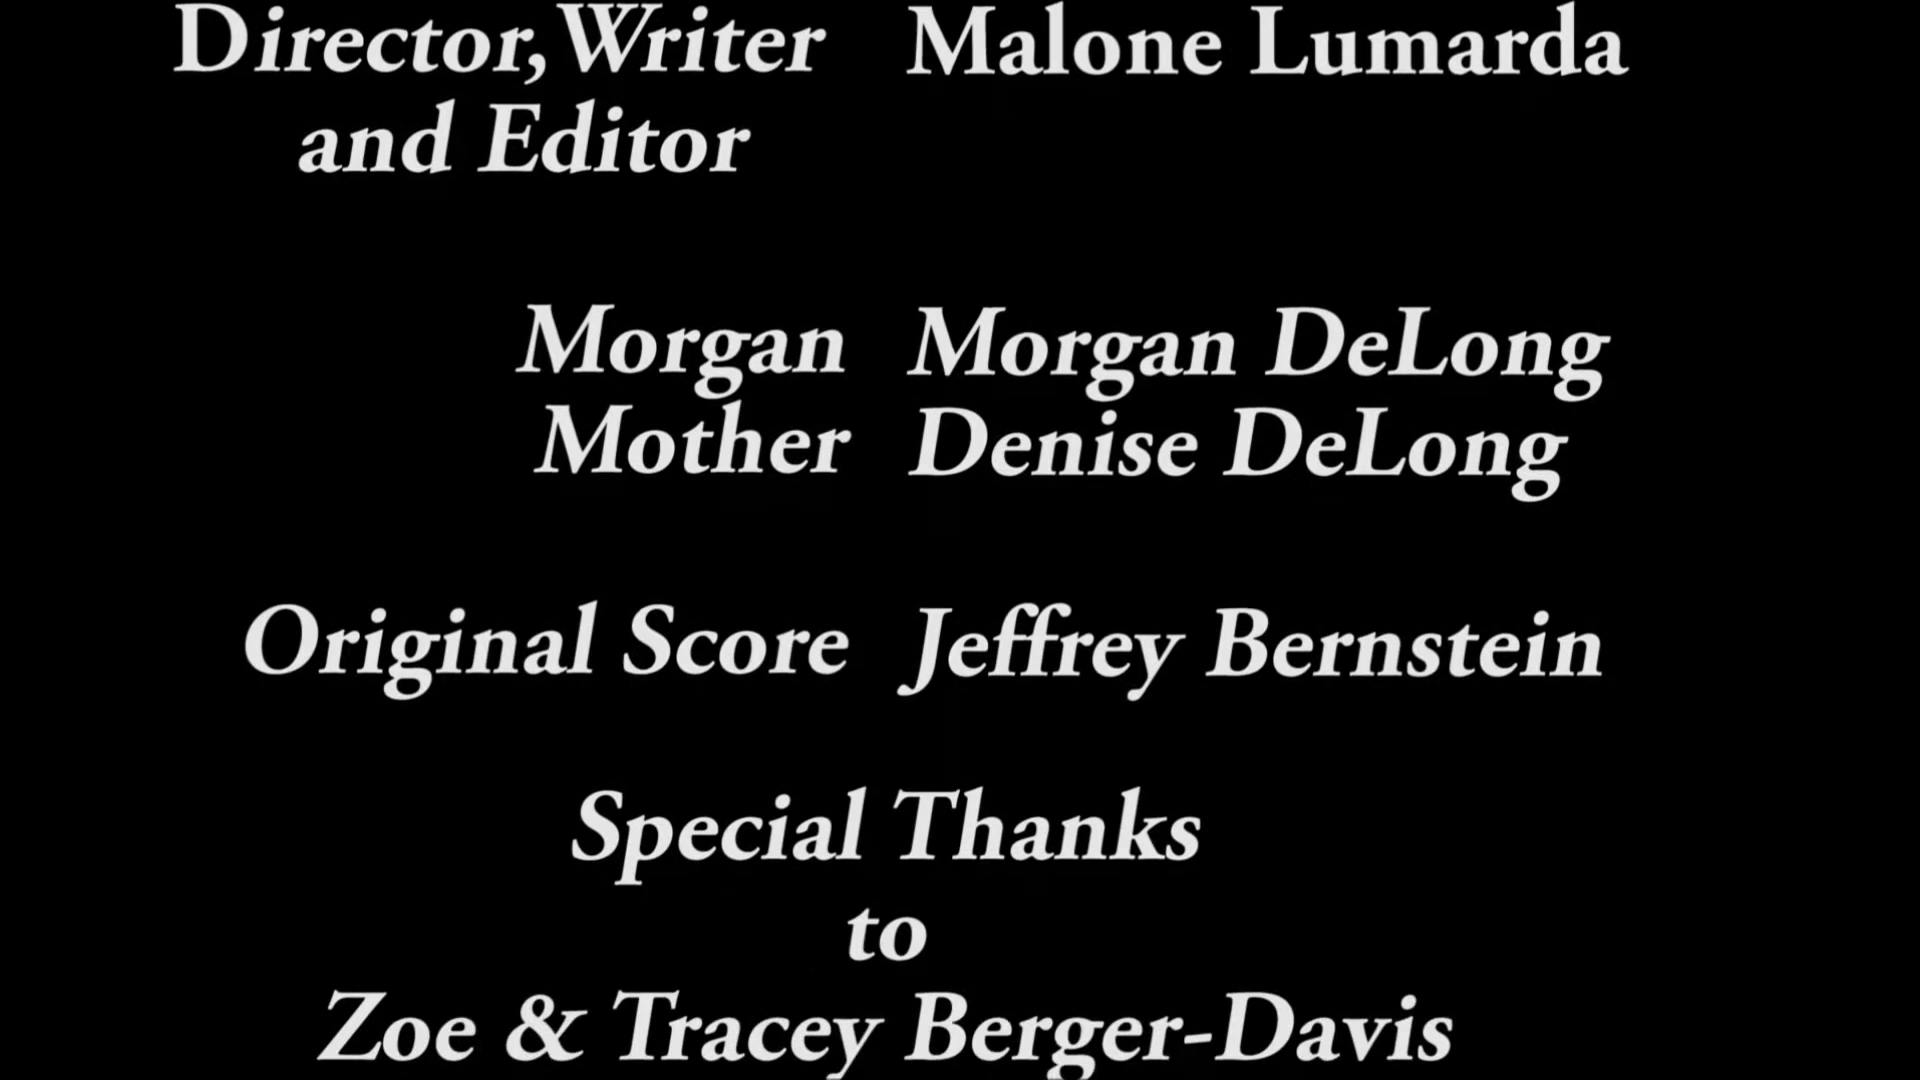 Director, Writer Malone Lumarda
and Editor
Morgan Morgan DeLong
Mother Denise DeLong
Original Score Jeffrey Bernstein
Special Thanks
to
Zoe & Tracey Berger-Davis